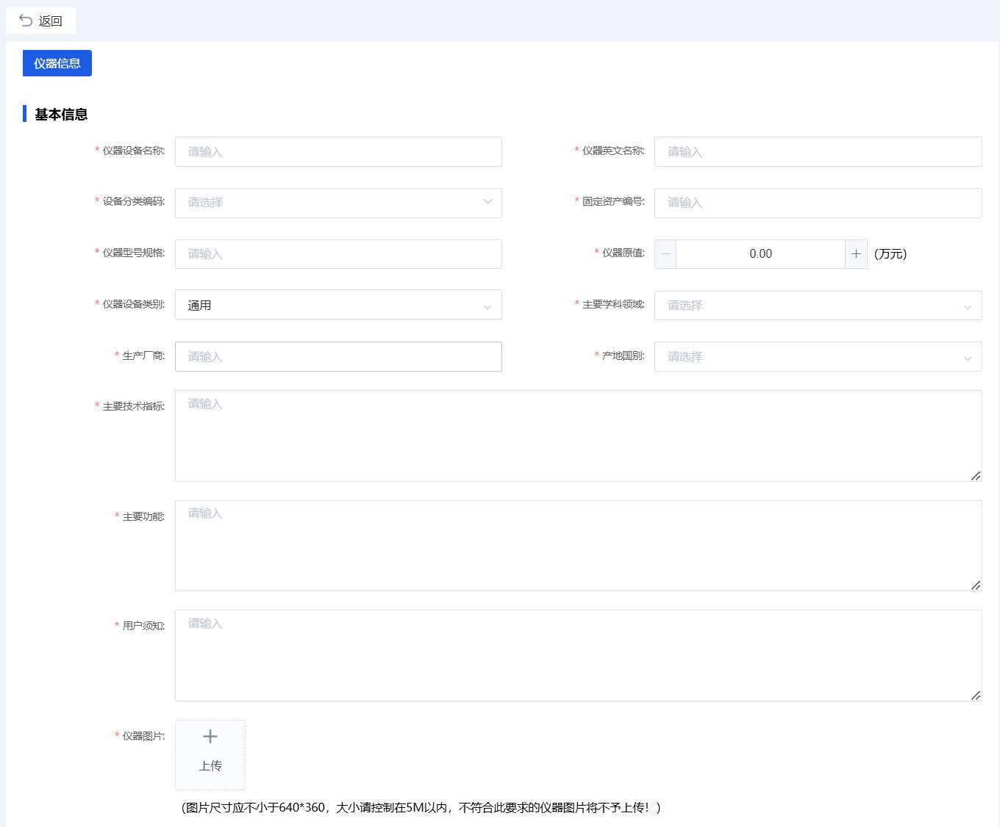 返回
仪器信息
基本信息
* 仪器设备名称: 请输入
* 仪器英文名称: 请输入
* 设备分类编码: 请选择
* 固定资产编号: 请输入
* 仪器型号规格: 请输入
* 仪器原值: 0.00 (万元)
* 仪器设备类别: 通用
* 主要学科领域: 请选择
* 生产厂商: 请输入
* 产地国别: 请选择
* 主要技术指标: 请输入
* 主要功能: 请输入
* 用户须知: 请输入
* 仪器图片: 上传
（图片尺寸应不小于640*360，大小请控制在5M以内，不符合此要求的仪器图片将不予上传！）